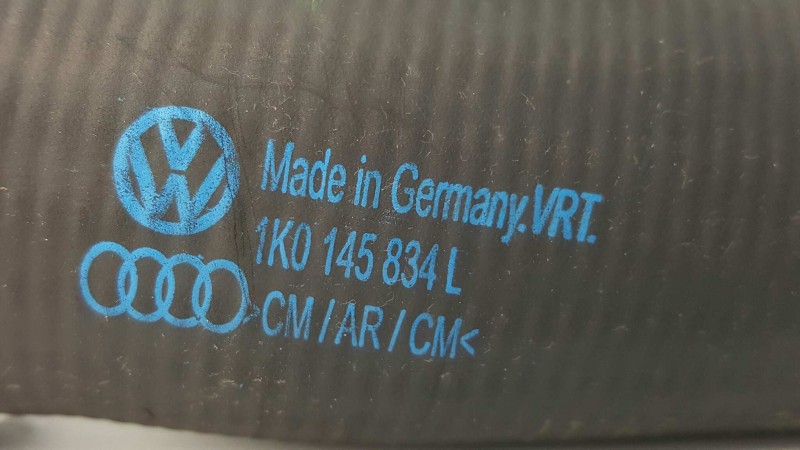 Made in Germany.VRT.
1K0 145 834 L
>CM/AR/CM<